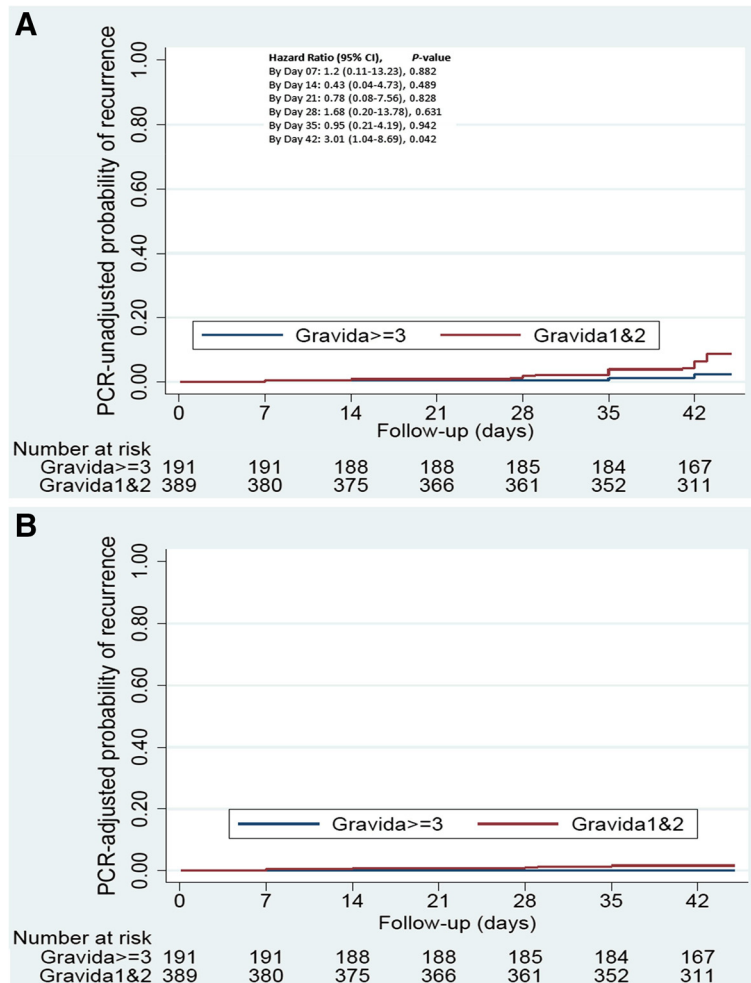 A
PCR-unadjusted probability of recurrence
1.00
0.80
0.60
0.40
0.20
0.00
Hazard Ratio (95% CI), P-value
By Day 07: 1.2 (0.11-13.23), 0.882
By Day 14: 0.43 (0.04-4.73), 0.489
By Day 21: 0.78 (0.08-7.56), 0.828
By Day 28: 1.68 (0.20-13.78), 0.631
By Day 35: 0.95 (0.21-4.19), 0.942
By Day 42: 3.01 (1.04-8.69), 0.042
Gravida>=3 Gravida1&2
0 7 14 21 28 35 42
Follow-up (days)
Number at risk
Gravida>=3 191 191 188 188 185 184 167
Gravida1&2 389 380 375 366 361 352 311
B
PCR-adjusted probability of recurrence
1.00
0.80
0.60
0.40
0.20
0.00
Gravida>=3 Gravida1&2
0 7 14 21 28 35 42
Follow-up (days)
Number at risk
Gravida>=3 191 191 188 188 185 184 167
Gravida1&2 389 380 375 366 361 352 311